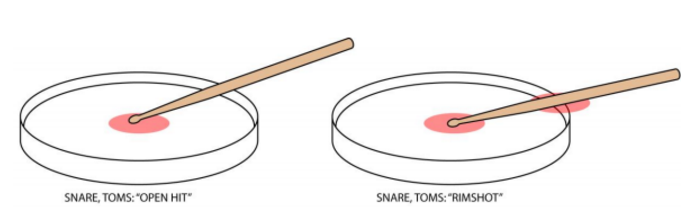 SNARE, TOMS: “OPEN HIT”
SNARE, TOMS: “RIMSHOT”